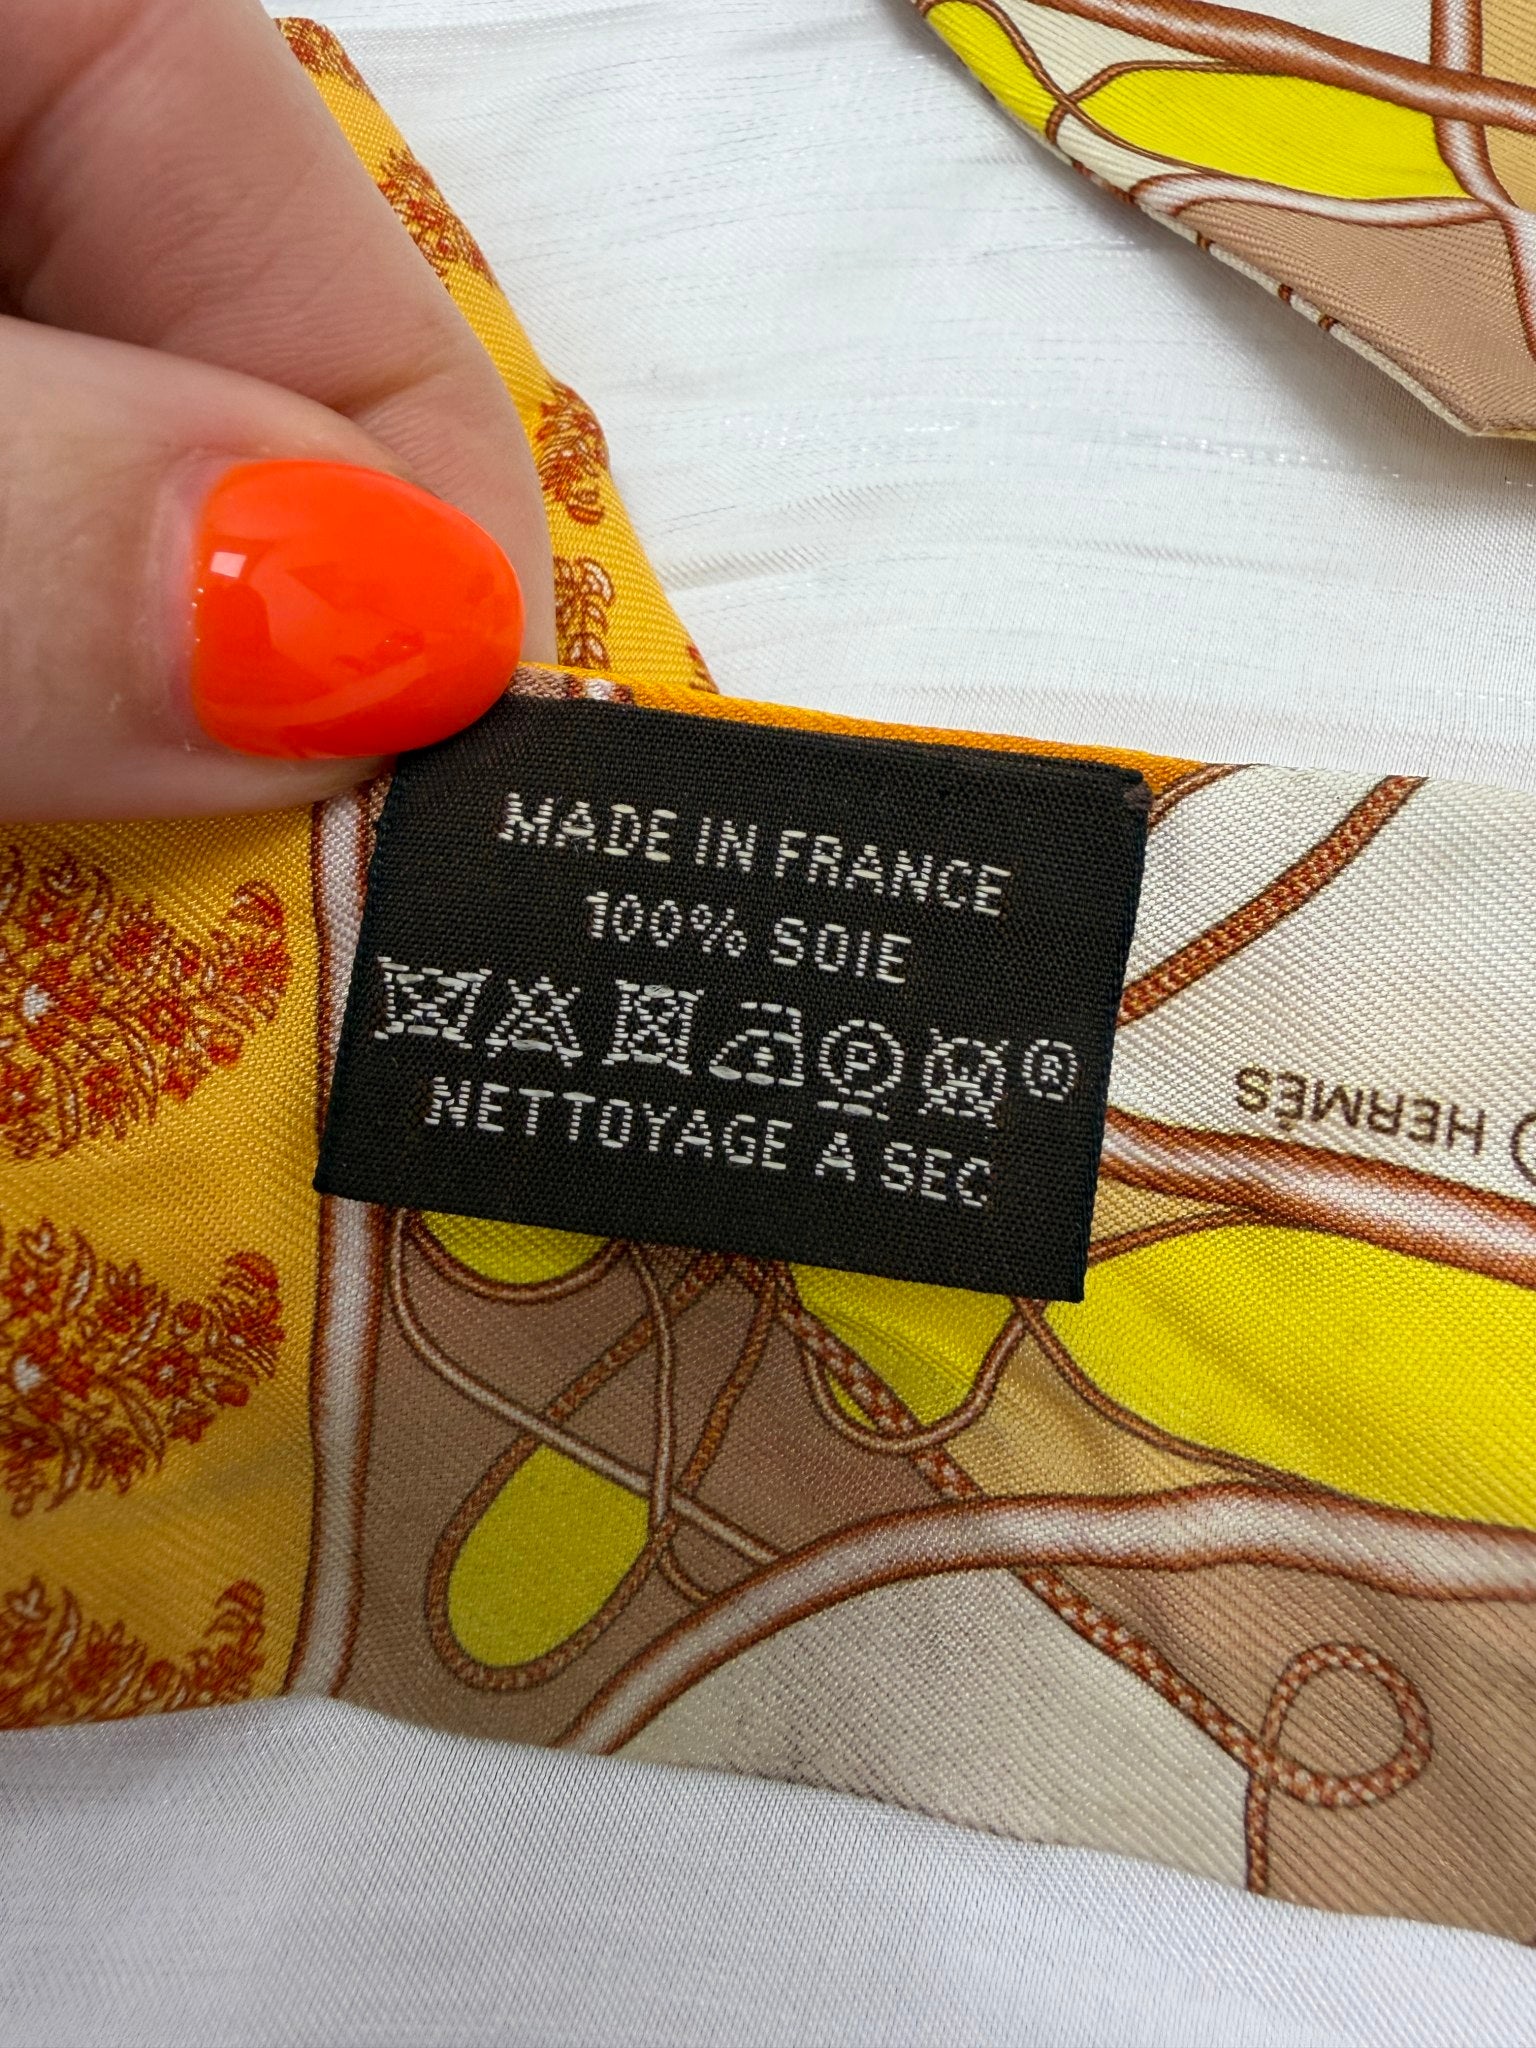 MADE IN FRANCE
100% SOIE
P W ®
NETTOYAGE A SEC
© HERMÈS